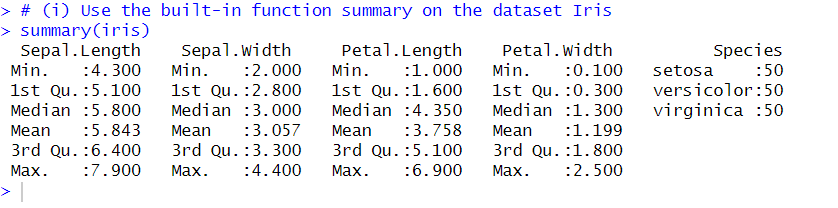 > # (i) Use the built-in function summary on the dataset Iris
> summary(iris)
  Sepal.Length    Sepal.Width     Petal.Length    Petal.Width          Species
 Min.   :4.300   Min.   :2.000   Min.   :1.000   Min.   :0.100   setosa    :50
 1st Qu.:5.100   1st Qu.:2.800   1st Qu.:1.600   1st Qu.:0.300   versicolor:50
 Median :5.800   Median :3.000   Median :4.350   Median :1.300   virginica :50
 Mean   :5.843   Mean   :3.057   Mean   :3.758   Mean   :1.199
 3rd Qu.:6.400   3rd Qu.:3.300   3rd Qu.:5.100   3rd Qu.:1.800
 Max.   :7.900   Max.   :4.400   Max.   :6.900   Max.   :2.500
>